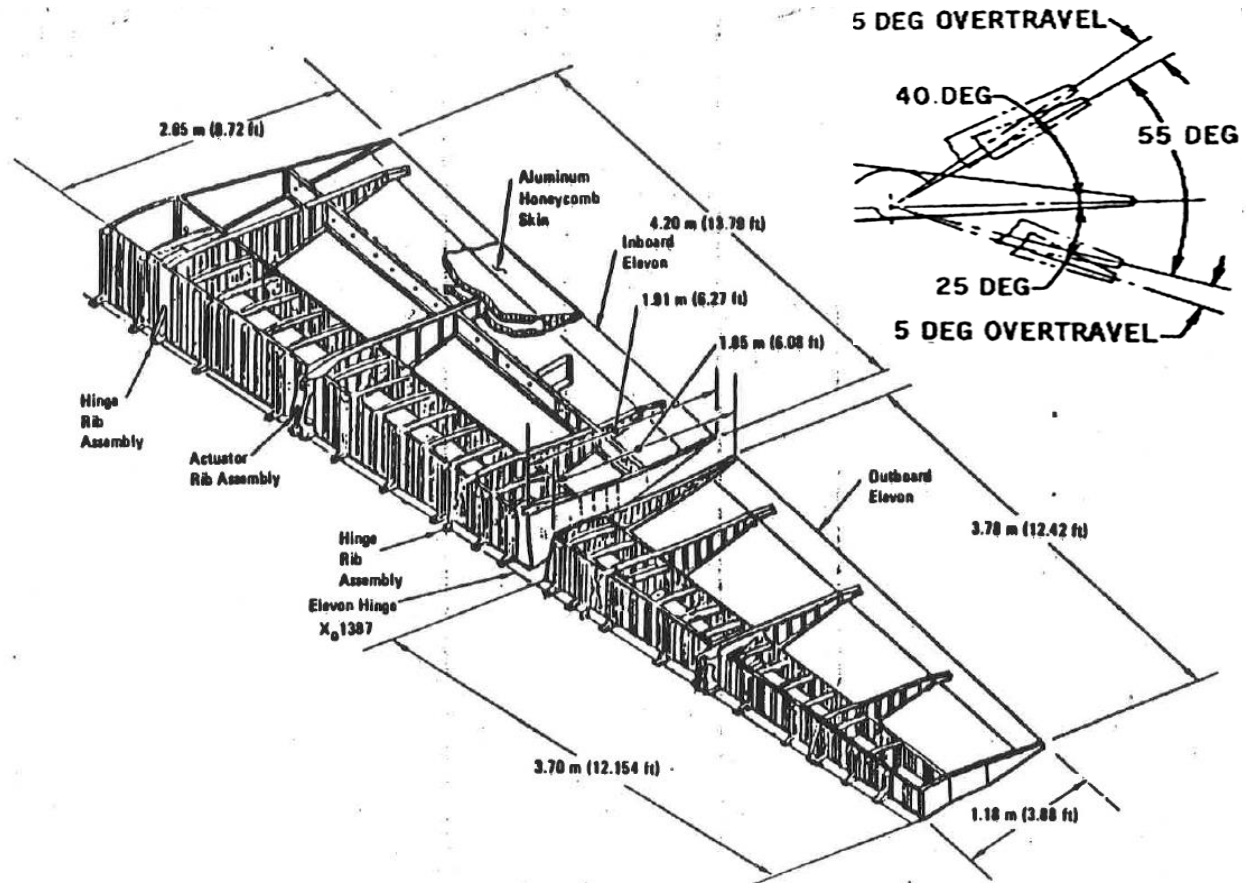 5 DEG OVERTRAVEL
40. DEG
55 DEG
25 DEG
5 DEG OVERTRAVEL
2.65 m (8.72 ft)
Aluminum
Honeycomb
Skin
4.20 m (13.79 ft)
Inboard
Elevon
1.91 m (6.27 ft)
1.85 m (6.08 ft)
Hinge
Rib
Assembly
Actuator
Rib Assembly
Outboard
Elevon
3.78 m (12.42 ft)
Hinge
Rib
Assembly
Elevon Hinge
Xo1387
3.70 m (12.154 ft)
1.18 m (3.88 ft)